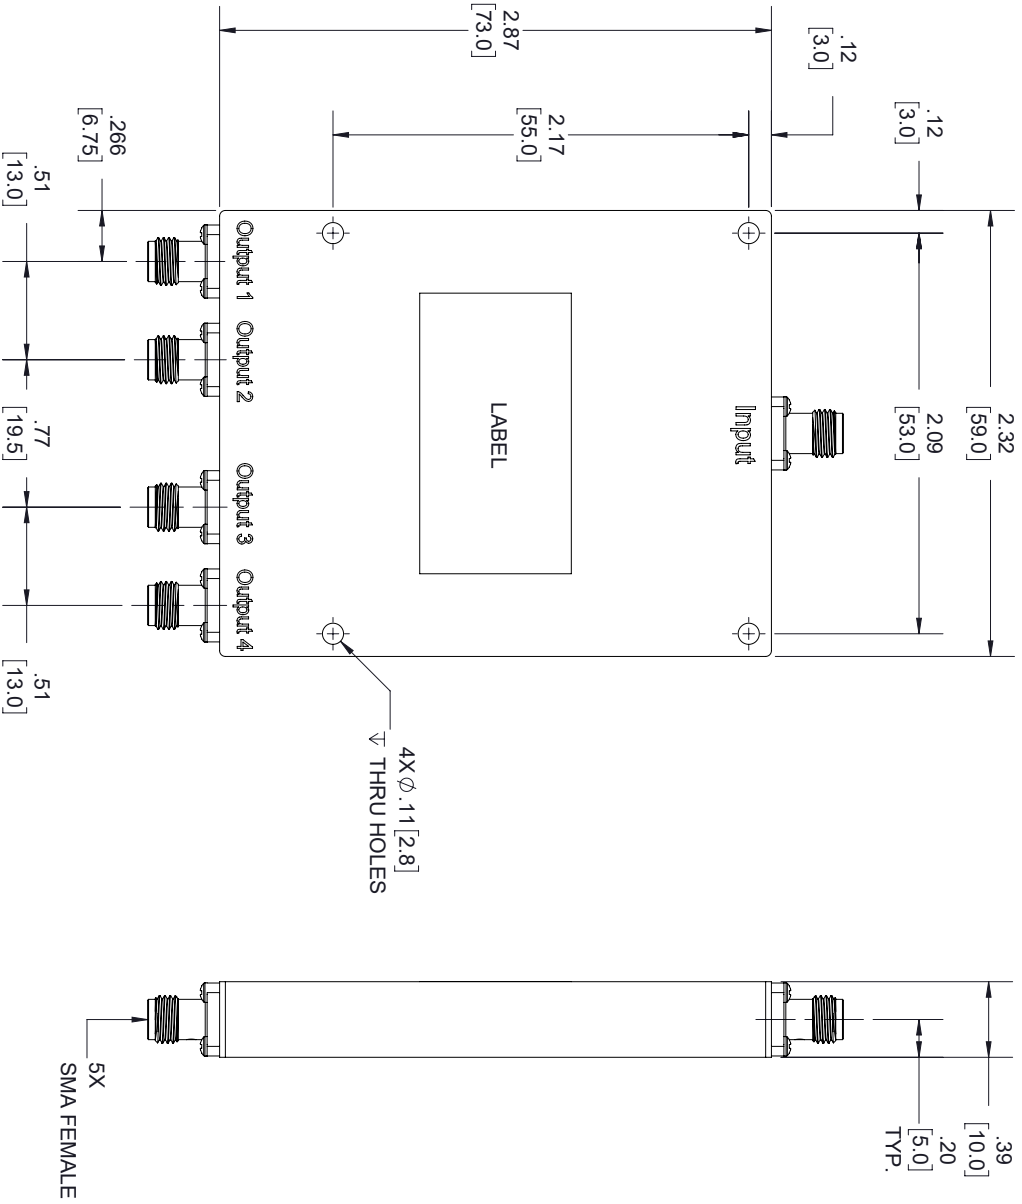 2.32
[59.0]
2.09
[53.0]
.12
[3.0]
.12
[3.0]
2.17
[55.0]
2.87
[73.0]
Input
LABEL
Output 1
Output 2
Output 3
Output 4
.266
[6.75]
.51
[13.0]
.77
[19.5]
.51
[13.0]
4X ⌀.11[2.8]
↧ THRU HOLES
.39
[10.0]
.20
[5.0]
TYP.
5X
SMA FEMALE